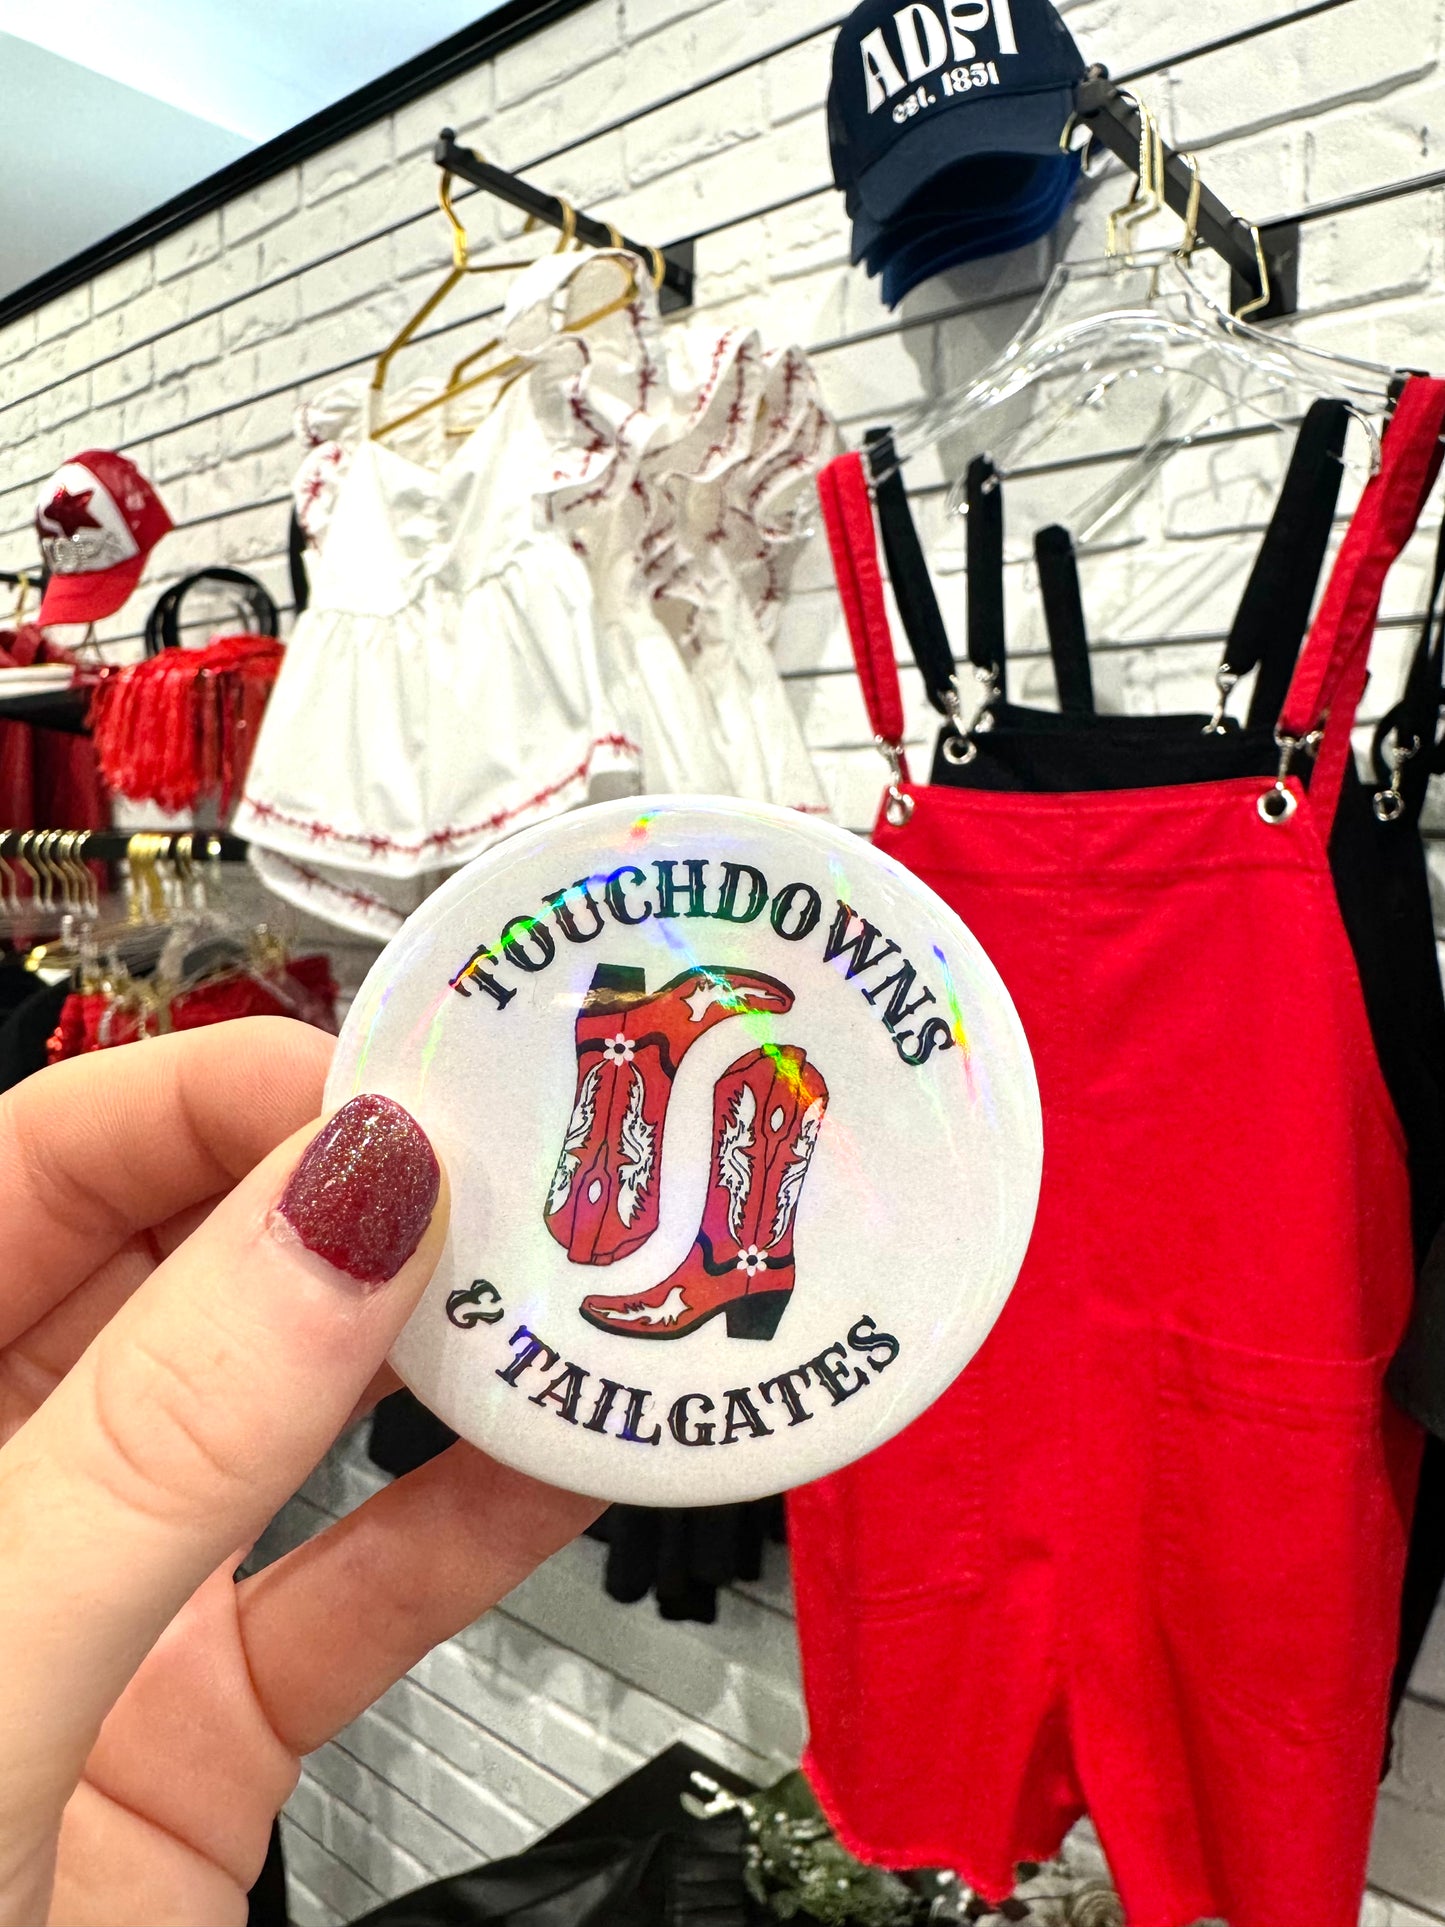 ADPI
est. 1851
TOUCHDOWNS
& TAILGATES